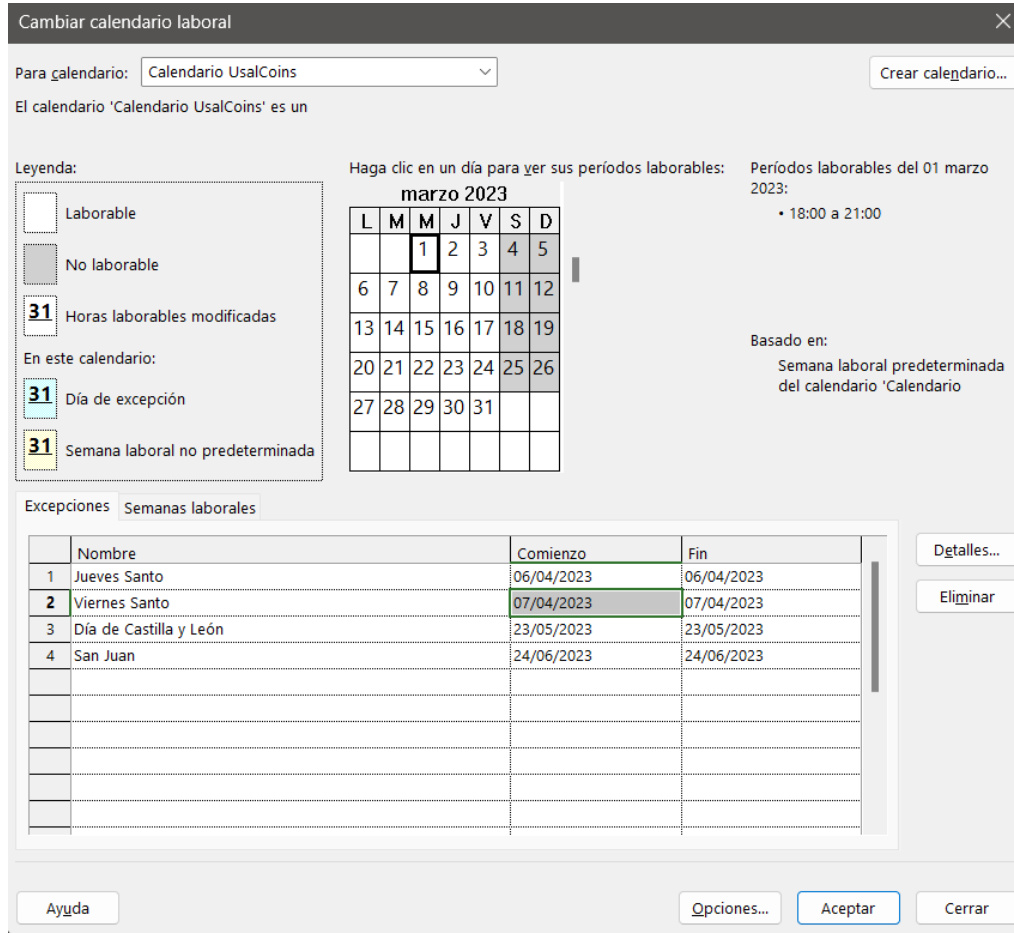 Cambiar calendario laboral
Para calendario: Calendario UsalCoins Crear calendario...
El calendario 'Calendario UsalCoins' es un
Leyenda:
Laborable
No laborable
31 Horas laborables modificadas
En este calendario:
31 Día de excepción
31 Semana laboral no predeterminada
Haga clic en un día para ver sus períodos laborables:
marzo 2023
L M M J V S D
1 2 3 4 5
6 7 8 9 10 11 12
13 14 15 16 17 18 19
20 21 22 23 24 25 26
27 28 29 30 31
Períodos laborables del 01 marzo
2023:
• 18:00 a 21:00
Basado en:
Semana laboral predeterminada
del calendario 'Calendario
Excepciones Semanas laborales
Nombre Comienzo Fin
1 Jueves Santo 06/04/2023 06/04/2023
2 Viernes Santo 07/04/2023 07/04/2023
3 Día de Castilla y León 23/05/2023 23/05/2023
4 San Juan 24/06/2023 24/06/2023
Detalles...
Eliminar
Ayuda Opciones... Aceptar Cerrar